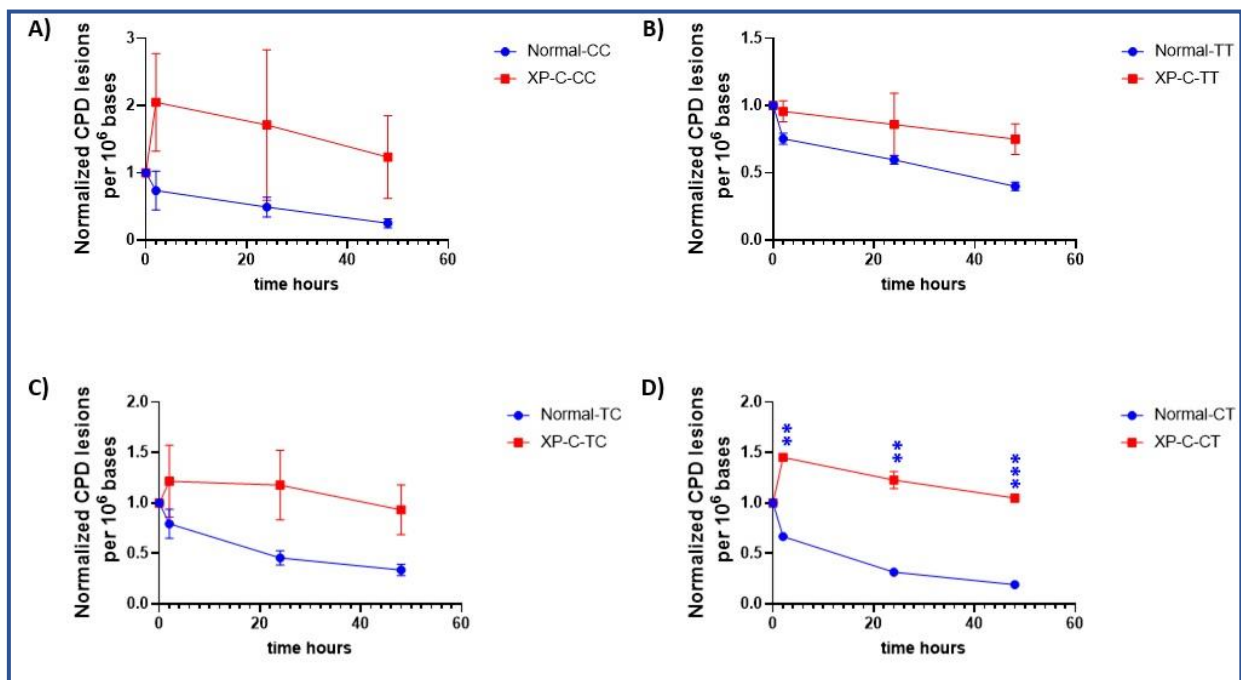 A)
Normalized CPD lesions
per 10⁶ bases
3
2
1
0
0 20 40 60
time hours
Normal-CC
XP-C-CC
B)
Normalized CPD lesions
per 10⁶ bases
1.5
1.0
0.5
0.0
0 20 40 60
time hours
Normal-TT
XP-C-TT
C)
Normalized CPD lesions
per 10⁶ bases
2.0
1.5
1.0
0.5
0.0
0 20 40 60
time hours
Normal-TC
XP-C-TC
D)
Normalized CPD lesions
per 10⁶ bases
2.0
1.5
1.0
0.5
0.0
** ** ***
0 20 40 60
time hours
Normal-CT
XP-C-CT